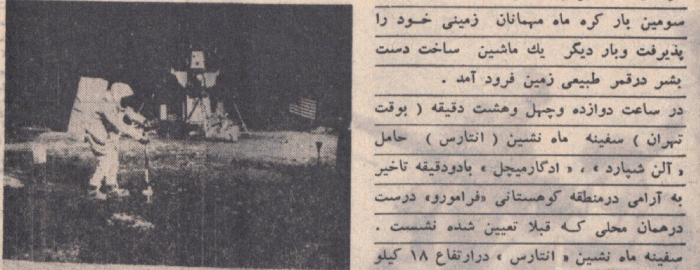 سومین بار کره ماه میهمانان زمینی خود را
پذیرفت وبار دیگر یك ماشین ساخت دست
بشر درقمر طبیعی زمین فرود آمد .
در ساعت دوازده وچهل وهشت دقیقه ( بوقت
تهران ) سفینه ماه نشین ( انتارس ) حامل
« آلن شپارد » ، « ادگارمیچل » بادودقیقه تاخیر
به آرامی درمنطقه کوهستانی «فرامورو» درست
درهمان محلی که قبلا تعیین شده نشست .
سفینه ماه نشین « انتارس » درارتفاع ۱۸ کیلو